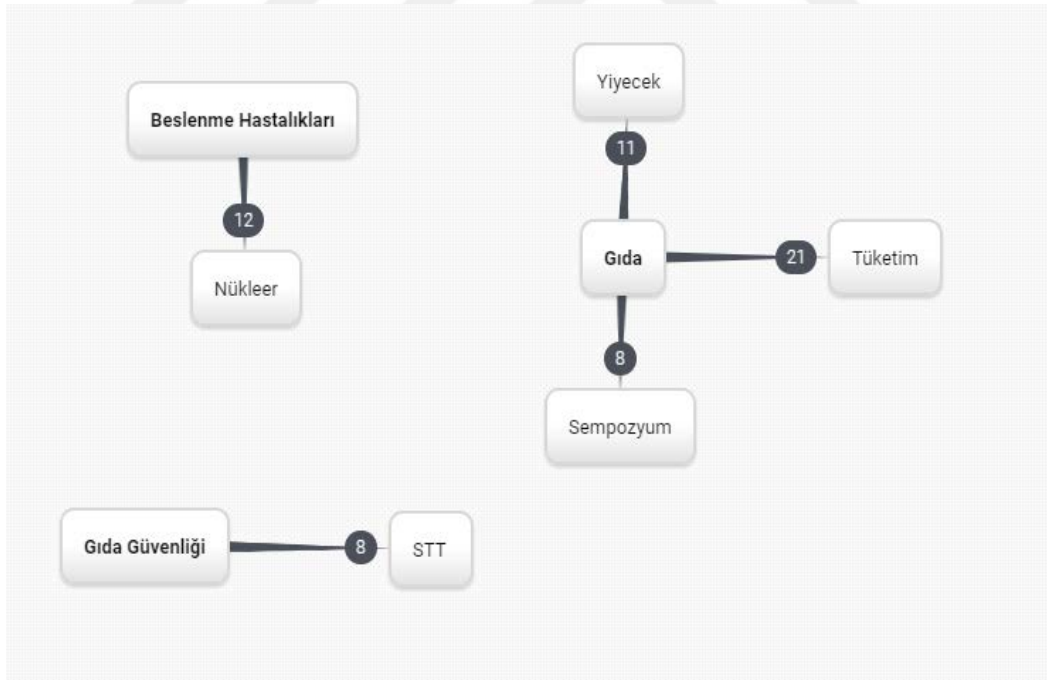 Yiyecek
Beslenme Hastalıkları
11
12
Gıda
21
Tüketim
Nükleer
8
Sempozyum
Gıda Güvenliği
8
STT